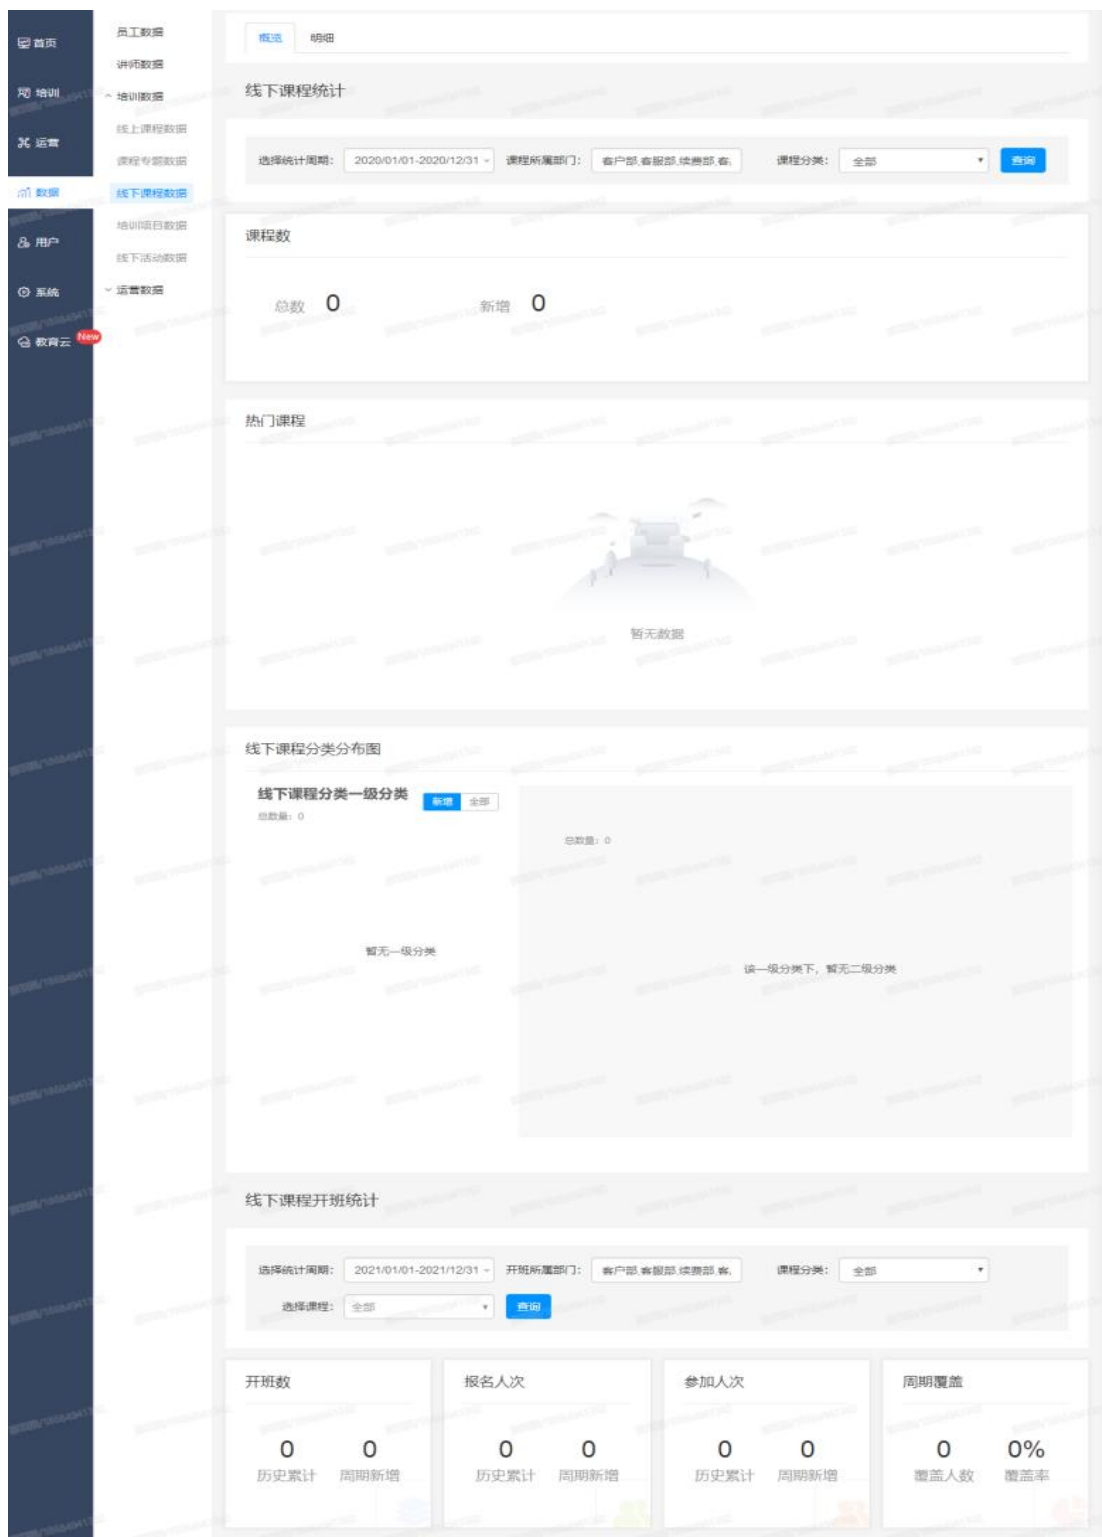 首页
培训
运营
数据
用户
系统
教育云 New
员工数据
讲师数据
培训数据
线上课程数据
课程专题数据
线下课程数据
培训项目数据
线下活动数据
运营数据
概览 明细
线下课程统计
选择统计周期： 2020/01/01-2020/12/31 课程所属部门： 客户部,客服部,续费部,客, 课程分类： 全部 查询
课程数
总数 0 新增 0
热门课程
暂无数据
线下课程分类分布图
线下课程分类一级分类 新增 全部
总数量：0
总数量：0
暂无一级分类
该一级分类下，暂无二级分类
线下课程开班统计
选择统计周期： 2021/01/01-2021/12/31 开班所属部门： 客户部,客服部,续费部,客, 课程分类： 全部
选择课程： 全部 查询
开班数 报名人次 参加人次 周期覆盖
0 0 0 0 0 0 0 0%
历史累计 周期新增 历史累计 周期新增 历史累计 周期新增 覆盖人数 覆盖率